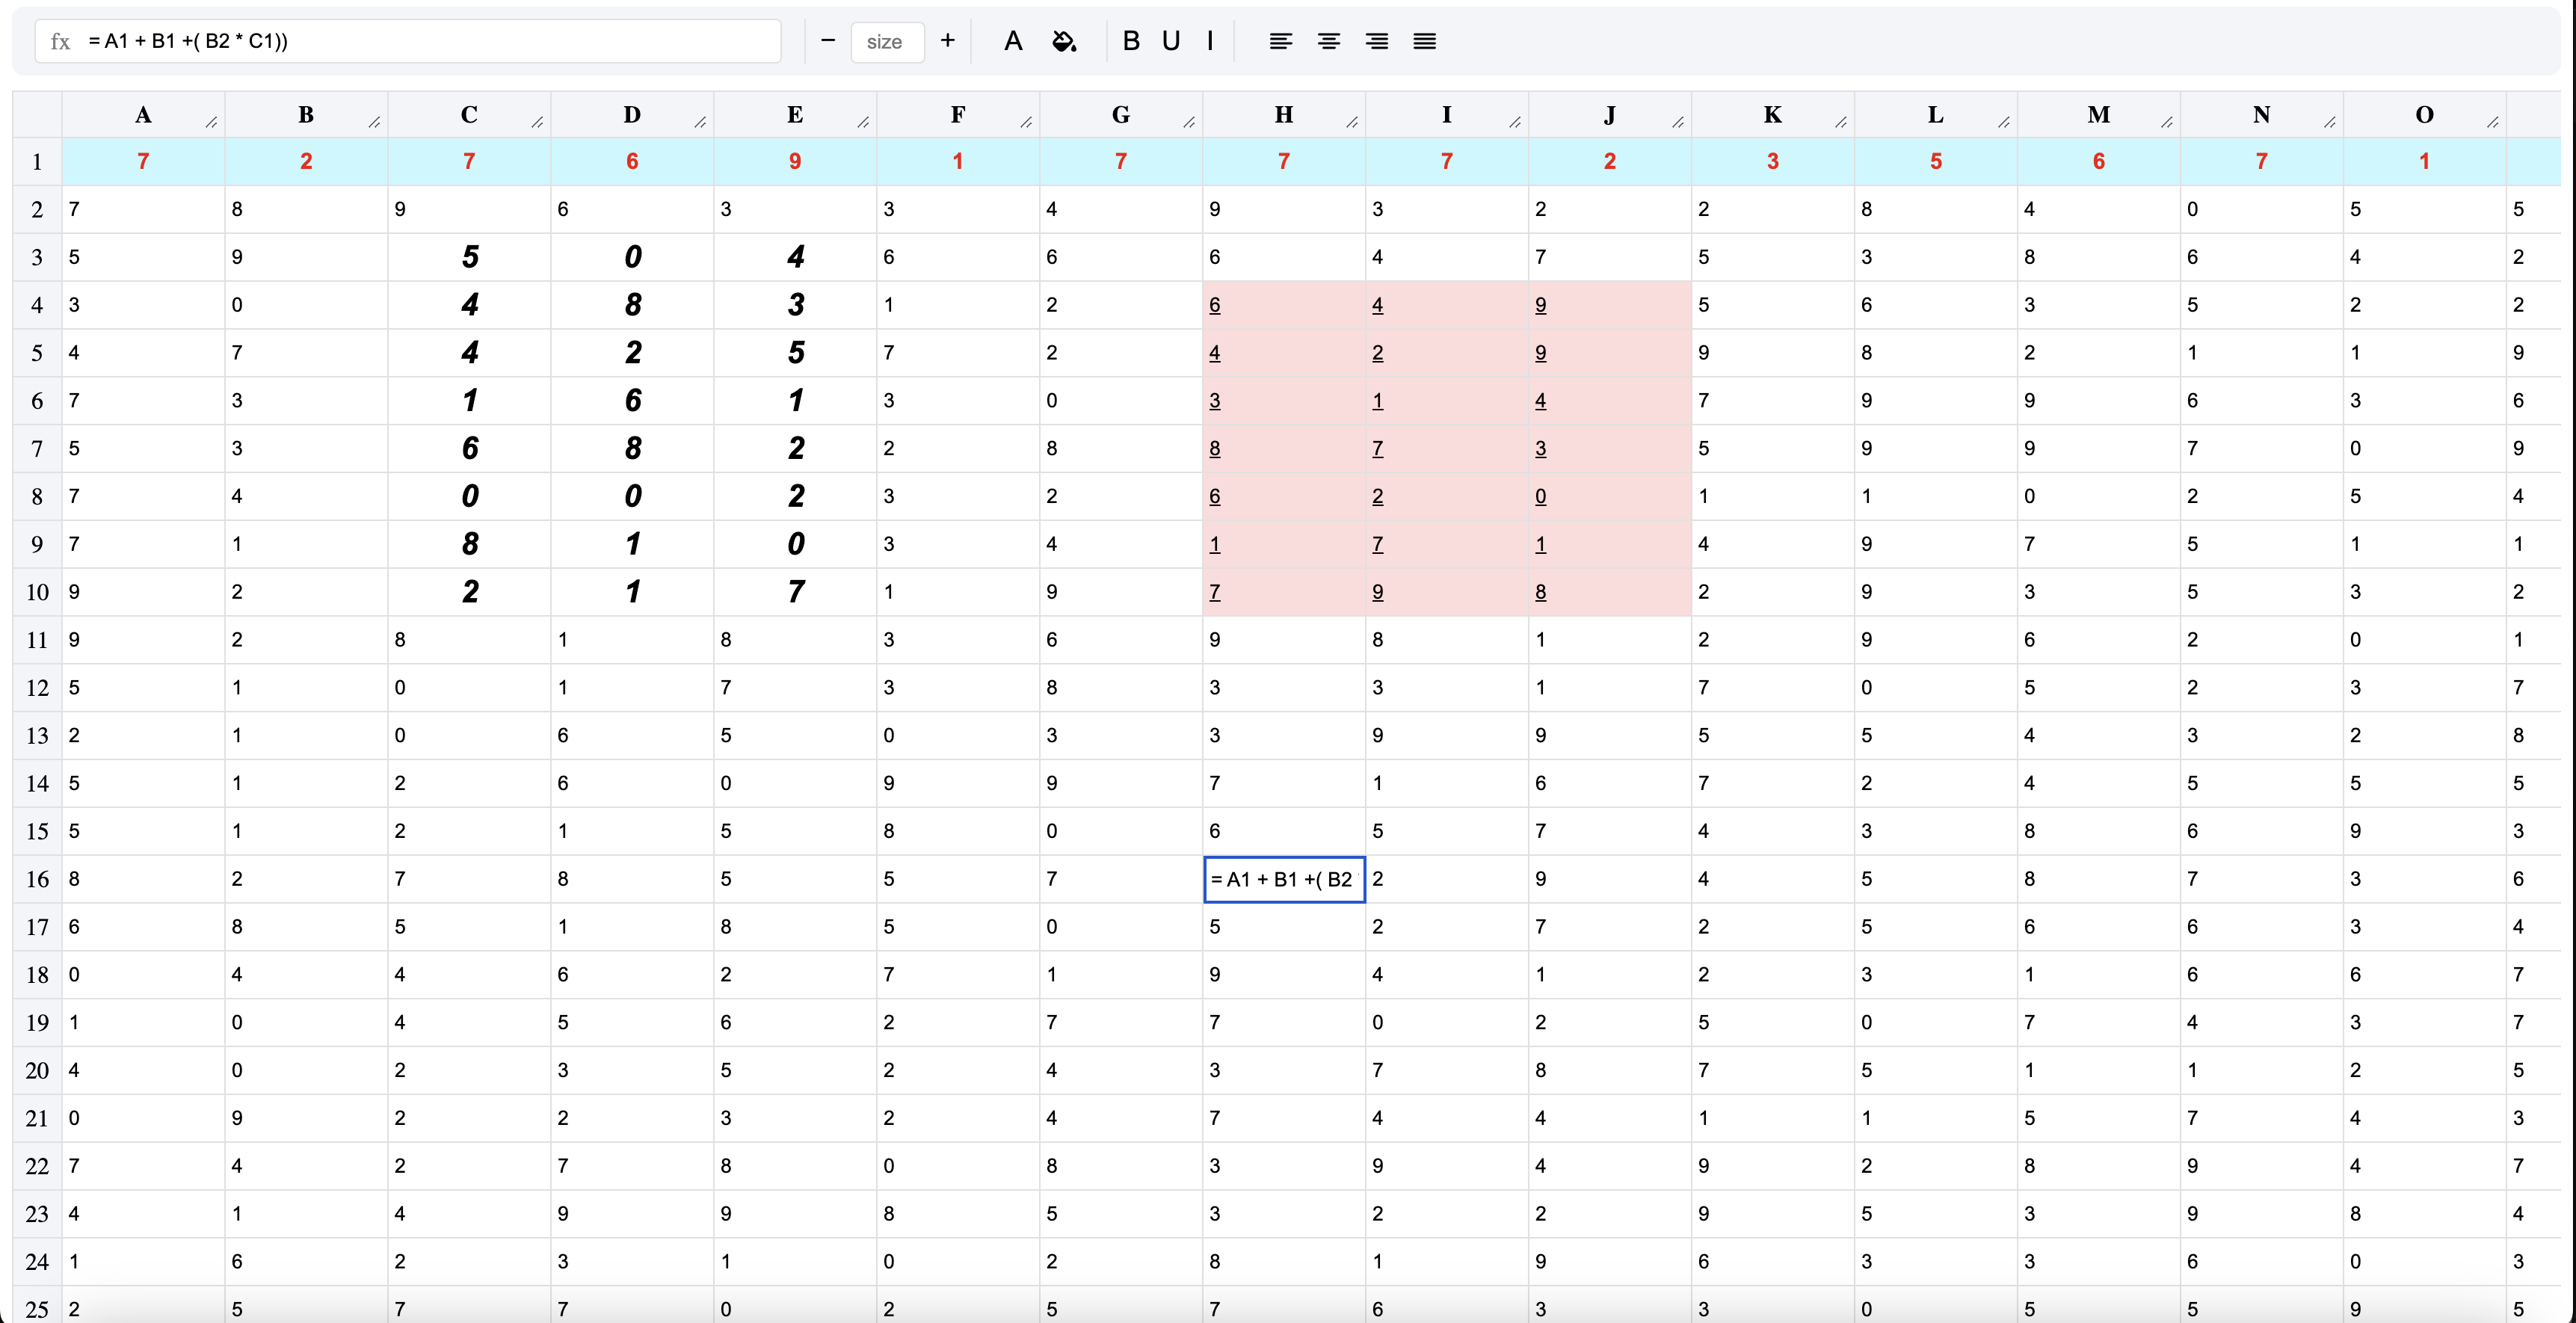 fx = A1 + B1 +( B2 * C1)) − size + A B U I
A B C D E F G H I J K L M N O
1 7 2 7 6 9 1 7 7 7 2 3 5 6 7 1
2 7 8 9 6 3 3 4 9 3 2 2 8 4 0 5 5
3 5 9 5 0 4 6 6 6 4 7 5 3 8 6 4 2
4 3 0 4 8 3 1 2 6 4 9 5 6 3 5 2 2
5 4 7 4 2 5 7 2 4 2 9 9 8 2 1 1 9
6 7 3 1 6 1 3 0 3 1 4 7 9 9 6 3 6
7 5 3 6 8 2 2 8 8 7 3 5 9 9 7 0 9
8 7 4 0 0 2 3 2 6 2 0 1 1 0 2 5 4
9 7 1 8 1 0 3 4 1 7 1 4 9 7 5 1 1
10 9 2 2 1 7 1 9 7 9 8 2 9 3 5 3 2
11 9 2 8 1 8 3 6 9 8 1 2 9 6 2 0 1
12 5 1 0 1 7 3 8 3 3 1 7 0 5 2 3 7
13 2 1 0 6 5 0 3 3 9 9 5 5 4 3 2 8
14 5 1 2 6 0 9 9 7 1 6 7 2 4 5 5 5
15 5 1 2 1 5 8 0 6 5 7 4 3 8 6 9 3
16 8 2 7 8 5 5 7 = A1 + B1 +( B2 2 9 4 5 8 7 3 6
17 6 8 5 1 8 5 0 5 2 7 2 5 6 6 3 4
18 0 4 4 6 2 7 1 9 4 1 2 3 1 6 6 7
19 1 0 4 5 6 2 7 7 0 2 5 0 7 4 3 7
20 4 0 2 3 5 2 4 3 7 8 7 5 1 1 2 5
21 0 9 2 2 3 2 4 7 4 4 1 1 5 7 4 3
22 7 4 2 7 8 0 8 3 9 4 9 2 8 9 4 7
23 4 1 4 9 9 8 5 3 2 2 9 5 3 9 8 4
24 1 6 2 3 1 0 2 8 1 9 6 3 3 6 0 3
25 2 5 7 7 0 2 5 7 6 3 3 0 5 5 9 5